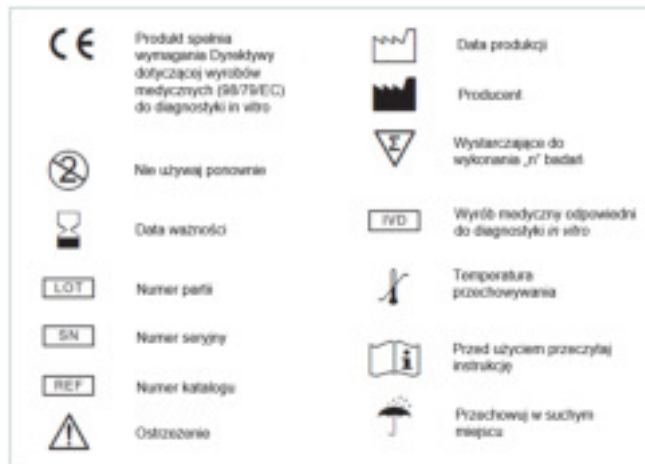 CE
Produkt spełnia
wymagania Dyrektywy
dotyczącej wyrobów
medycznych (98/79/EC)
do diagnostyki in vitro
2
Nie używaj ponownie
Data ważności
LOT
Numer partii
SN
Numer seryjny
REF
Numer katalogu
Ostrzeżenie
Data produkcji
Producent
Σ
Wystarczające do
wykonania „n” badań
IVD
Wyrób medyczny odpowiedni
do diagnostyki in vitro
Temperatura
przechowywania
i
Przed użyciem przeczytaj
instrukcję
Przechowuj w suchym
miejscu